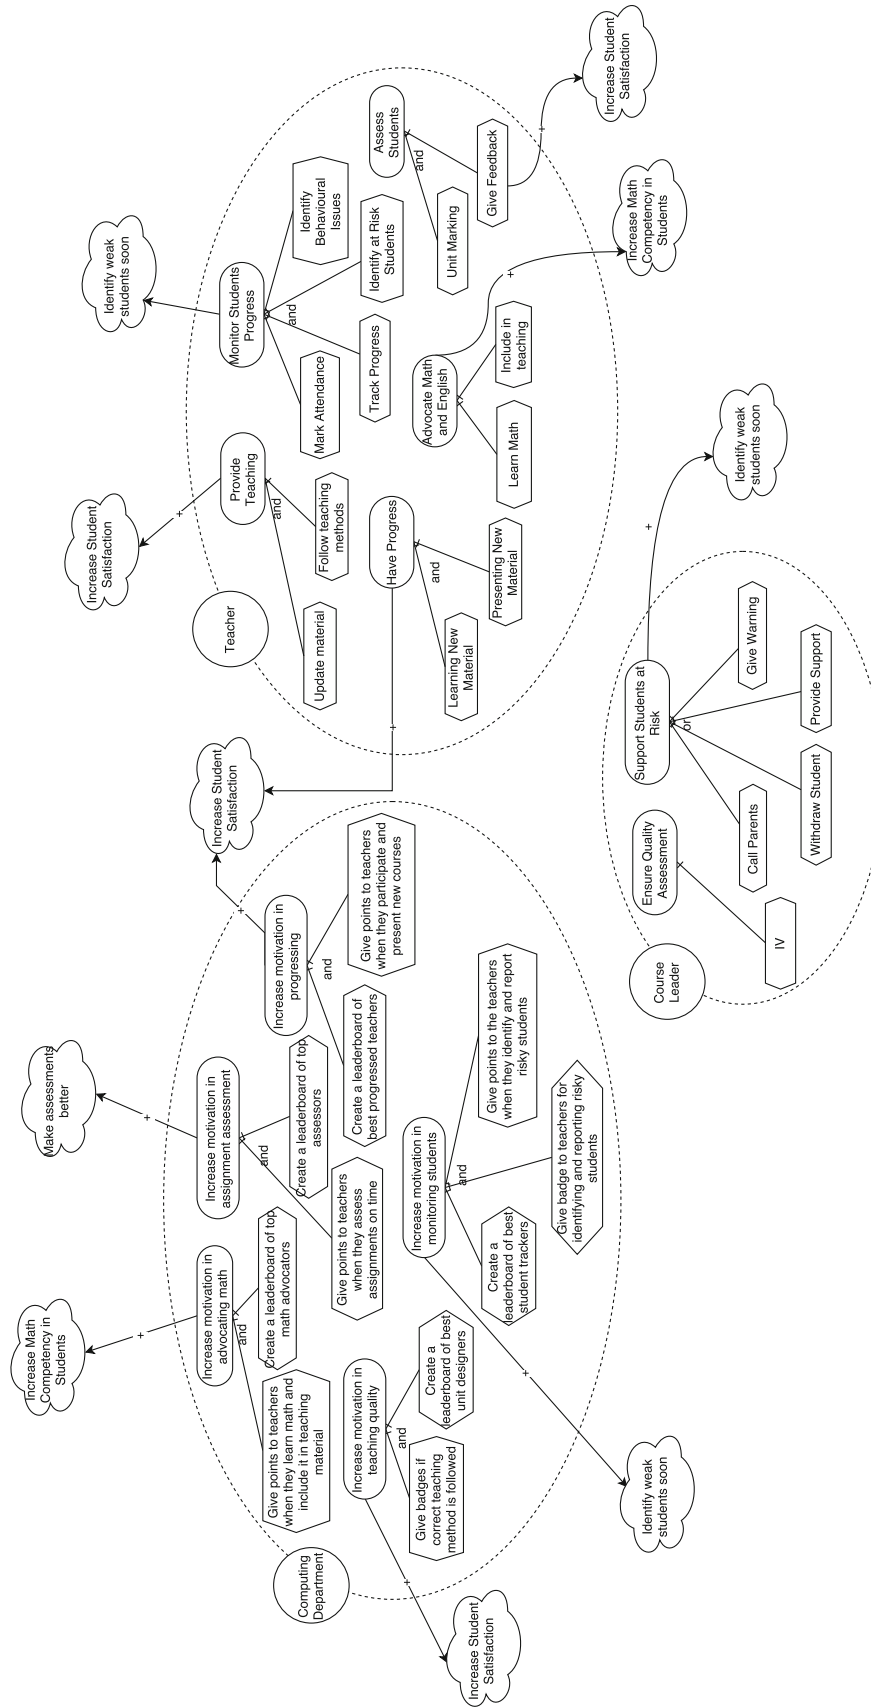 Increase Math
Competency in
Students
Make assessments
better
Increase Student
Satisfaction
Increase Student
Satisfaction
Identify weak
students soon
Computing
Department
Increase motivation in
advocating math
+
Give points to teachers
when they learn math and
include it in teaching
material
and
Create a leaderboard of top
math advocators
Increase motivation in
assignment assessment
+
and
Give points to teachers
when they assess
assignments on time
Create a leaderboard of top
assessors
Increase motivation in
progressing
+
and
Create a leaderboard of
best progressed teachers
Give points to teachers
when they participate and
present new courses
Increase motivation in
teaching quality
+
and
Give badges if
correct teaching
method is followed
Create a
leaderboard of best
unit designers
Increase motivation in
monitoring students
+
and
Create a
leaderboard of best
student trackers
Give badge to teachers for
identifying and reporting risky
students
Give points to the teachers
when they identify and report
risky students
Increase Student
Satisfaction
Identify weak
students soon
Teacher
Provide
Teaching
+
and
Update material
Follow teaching
methods
Monitor Students
Progress
and
Mark Attendance
Track Progress
Identify at Risk
Students
Identify
Behavioural
Issues
Have Progress
+
and
Learning New
Material
Presenting New
Material
Advocate Math
and English
+
Learn Math
Include in
teaching
Assess
Students
and
Unit Marking
Give Feedback
+
Increase Student
Satisfaction
Increase Math
Competency in
Students
Course
Leader
Ensure Quality
Assessment
IV
Support Students at
Risk
+
or
Call Parents
Withdraw Student
Provide Support
Give Warning
Identify weak
students soon